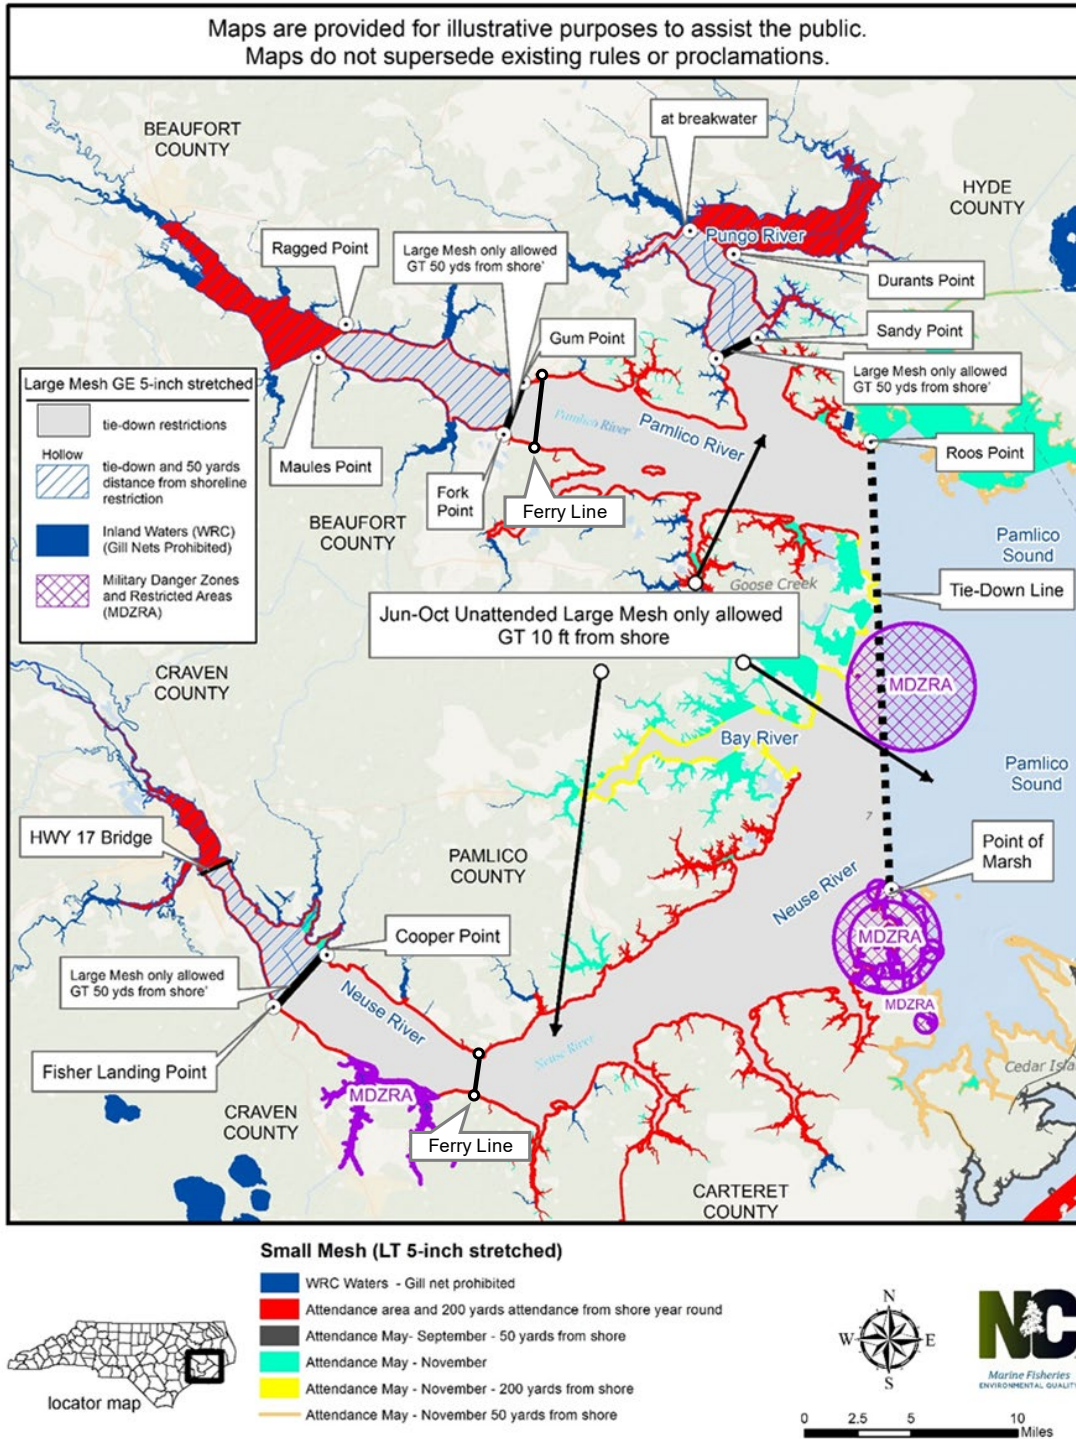 Maps are provided for illustrative purposes to assist the public.
Maps do not supersede existing rules or proclamations.
BEAUFORT
COUNTY
at breakwater
HYDE
COUNTY
Ragged Point
Large Mesh only allowed
GT 50 yds from shore'
Pungo River
Durants Point
Gum Point
Sandy Point
Large Mesh only allowed
GT 50 yds from shore'
Large Mesh GE 5-inch stretched
tie-down restrictions
Hollow
tie-down and 50 yards
distance from shoreline
restriction
Inland Waters (WRC)
(Gill Nets Prohibited)
Military Danger Zones
and Restricted Areas
(MDZRA)
Pamlico River
Pamlico River
Maules Point
Fork
Point
Ferry Line
Roos Point
BEAUFORT
COUNTY
Pamlico
Sound
Goose Creek
Tie-Down Line
Jun-Oct Unattended Large Mesh only allowed
GT 10 ft from shore
CRAVEN
COUNTY
MDZRA
Bay River
Pamlico
Sound
7
HWY 17 Bridge
PAMLICO
COUNTY
Point of
Marsh
Neuse River
Cooper Point
MDZRA
Large Mesh only allowed
GT 50 yds from shore'
Neuse River
MDZRA
Neuse River
Fisher Landing Point
MDZRA
Cedar Isla
CRAVEN
COUNTY
Ferry Line
CARTERET
COUNTY
Small Mesh (LT 5-inch stretched)
WRC Waters - Gill net prohibited
Attendance area and 200 yards attendance from shore year round
Attendance May- September - 50 yards from shore
Attendance May - November
Attendance May - November - 200 yards from shore
Attendance May - November 50 yards from shore
locator map
N
W
E
S
NC
Marine Fisheries
ENVIRONMENTAL QUALITY
0 2.5 5 10
Miles